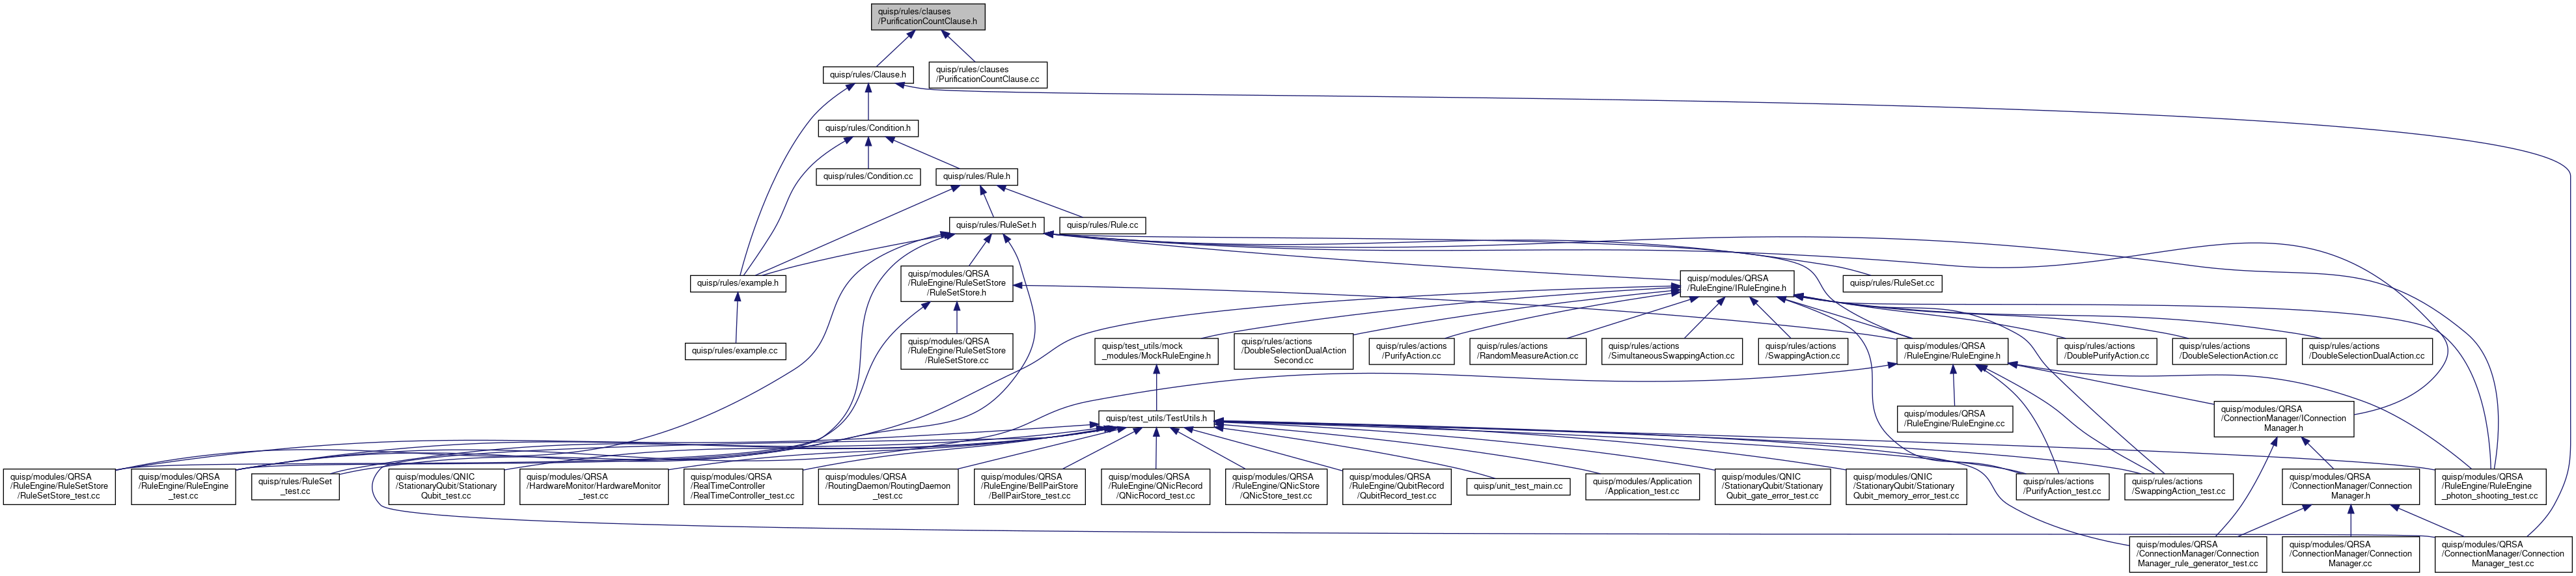 quisp/rules/clauses
/PurificationCountClause.h
quisp/rules/Clause.h
quisp/rules/clauses
/PurificationCountClause.cc
quisp/rules/Condition.h
quisp/rules/Condition.cc
quisp/rules/Rule.h
quisp/rules/RuleSet.h
quisp/rules/Rule.cc
quisp/rules/example.h
quisp/modules/QRSA
/RuleEngine/RuleSetStore
/RuleSetStore.h
quisp/modules/QRSA
/RuleEngine/IRuleEngine.h
quisp/rules/RuleSet.cc
quisp/rules/example.cc
quisp/modules/QRSA
/RuleEngine/RuleSetStore
/RuleSetStore.cc
quisp/test_utils/mock
_modules/MockRuleEngine.h
quisp/rules/actions
/DoubleSelectionDualAction
Second.cc
quisp/rules/actions
/PurifyAction.cc
quisp/rules/actions
/RandomMeasureAction.cc
quisp/rules/actions
/SimultaneousSwappingAction.cc
quisp/rules/actions
/SwappingAction.cc
quisp/modules/QRSA
/RuleEngine/RuleEngine.h
quisp/rules/actions
/DoublePurifyAction.cc
quisp/rules/actions
/DoubleSelectionAction.cc
quisp/rules/actions
/DoubleSelectionDualAction.cc
quisp/test_utils/TestUtils.h
quisp/modules/QRSA
/RuleEngine/RuleEngine.cc
quisp/modules/QRSA
/ConnectionManager/IConnection
Manager.h
quisp/modules/QRSA
/RuleEngine/RuleSetStore
/RuleSetStore_test.cc
quisp/modules/QRSA
/RuleEngine/RuleEngine
_test.cc
quisp/rules/RuleSet
_test.cc
quisp/modules/QNIC
/StationaryQubit/Stationary
Qubit_test.cc
quisp/modules/QRSA
/HardwareMonitor/HardwareMonitor
_test.cc
quisp/modules/QRSA
/RealTimeController
/RealTimeController_test.cc
quisp/modules/QRSA
/RoutingDaemon/RoutingDaemon
_test.cc
quisp/modules/QRSA
/RuleEngine/BellPairStore
/BellPairStore_test.cc
quisp/modules/QRSA
/RuleEngine/QNicRecord
/QNicRocord_test.cc
quisp/modules/QRSA
/RuleEngine/QNicStore
/QNicStore_test.cc
quisp/modules/QRSA
/RuleEngine/QubitRecord
/QubitRecord_test.cc
quisp/unit_test_main.cc
quisp/modules/Application
/Application_test.cc
quisp/modules/QNIC
/StationaryQubit/Stationary
Qubit_gate_error_test.cc
quisp/modules/QNIC
/StationaryQubit/Stationary
Qubit_memory_error_test.cc
quisp/rules/actions
/PurifyAction_test.cc
quisp/rules/actions
/SwappingAction_test.cc
quisp/modules/QRSA
/ConnectionManager/Connection
Manager.h
quisp/modules/QRSA
/RuleEngine/RuleEngine
_photon_shooting_test.cc
quisp/modules/QRSA
/ConnectionManager/Connection
Manager_rule_generator_test.cc
quisp/modules/QRSA
/ConnectionManager/Connection
Manager.cc
quisp/modules/QRSA
/ConnectionManager/Connection
Manager_test.cc